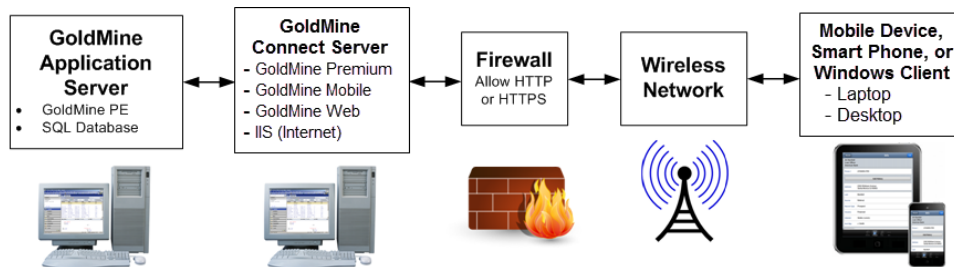 GoldMine
Application
Server
• GoldMine PE
• SQL Database
GoldMine
Connect Server
- GoldMine Premium
- GoldMine Mobile
- GoldMine Web
- IIS (Internet)
Firewall
Allow HTTP
or HTTPS
Wireless
Network
Mobile Device,
Smart Phone, or
Windows Client
- Laptop
- Desktop